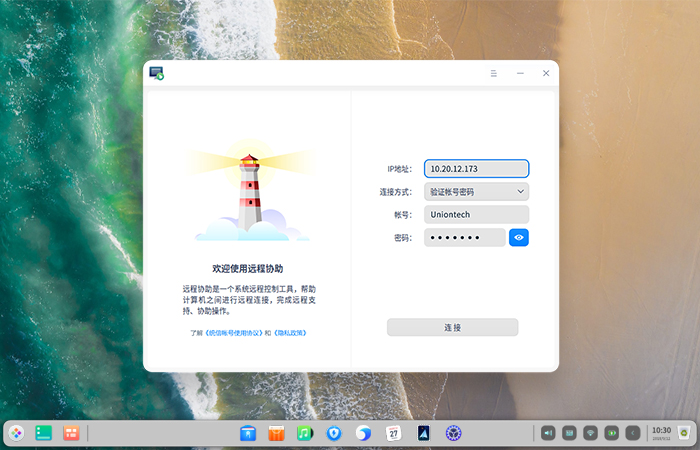 欢迎使用远程协助
远程协助是一个系统远程控制工具，帮助
计算机之间进行远程连接，完成远程支
持、协助操作。
了解《统信帐号使用协议》和《隐私政策》
IP地址： 10.20.12.173
连接方式： 验证帐号密码
帐号： Uniontech
密码： •••••••
连 接
27
10:30